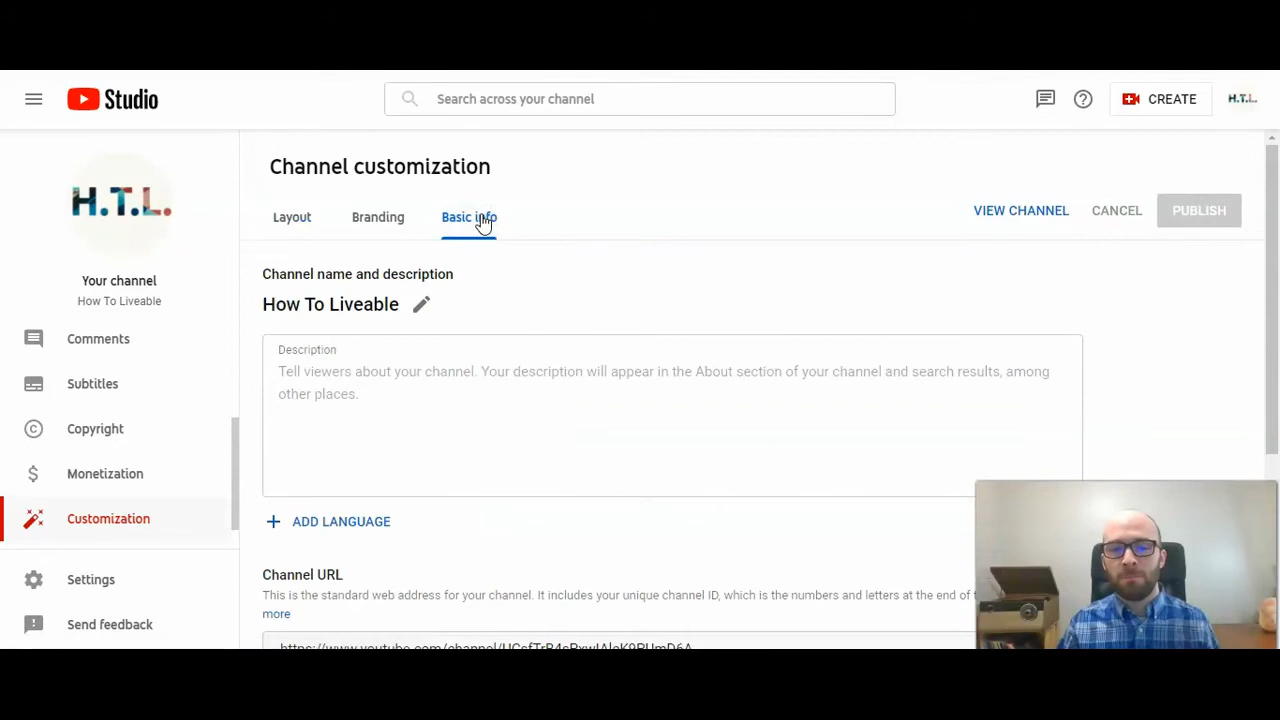 Studio
Search across your channel
CREATE
H.T.L.
H.T.L.
Your channel
How To Liveable
Comments
Subtitles
Copyright
Monetization
Customization
Settings
Send feedback
Channel customization
Layout
Branding
Basic info
VIEW CHANNEL
CANCEL
PUBLISH
Channel name and description
How To Liveable
Description
Tell viewers about your channel. Your description will appear in the About section of your channel and search results, among
other places.
ADD LANGUAGE
Channel URL
This is the standard web address for your channel. It includes your unique channel ID, which is the numbers and letters at the end of
more